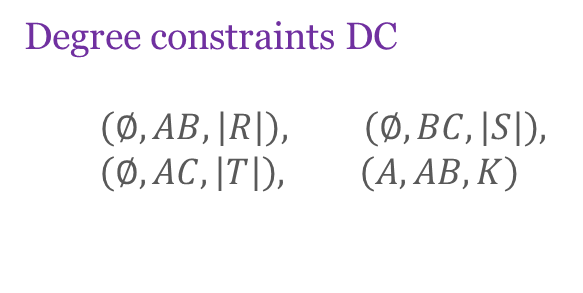 Degree constraints DC
(∅, AB, |R|), (∅, BC, |S|),
(∅, AC, |T|), (A, AB, K)